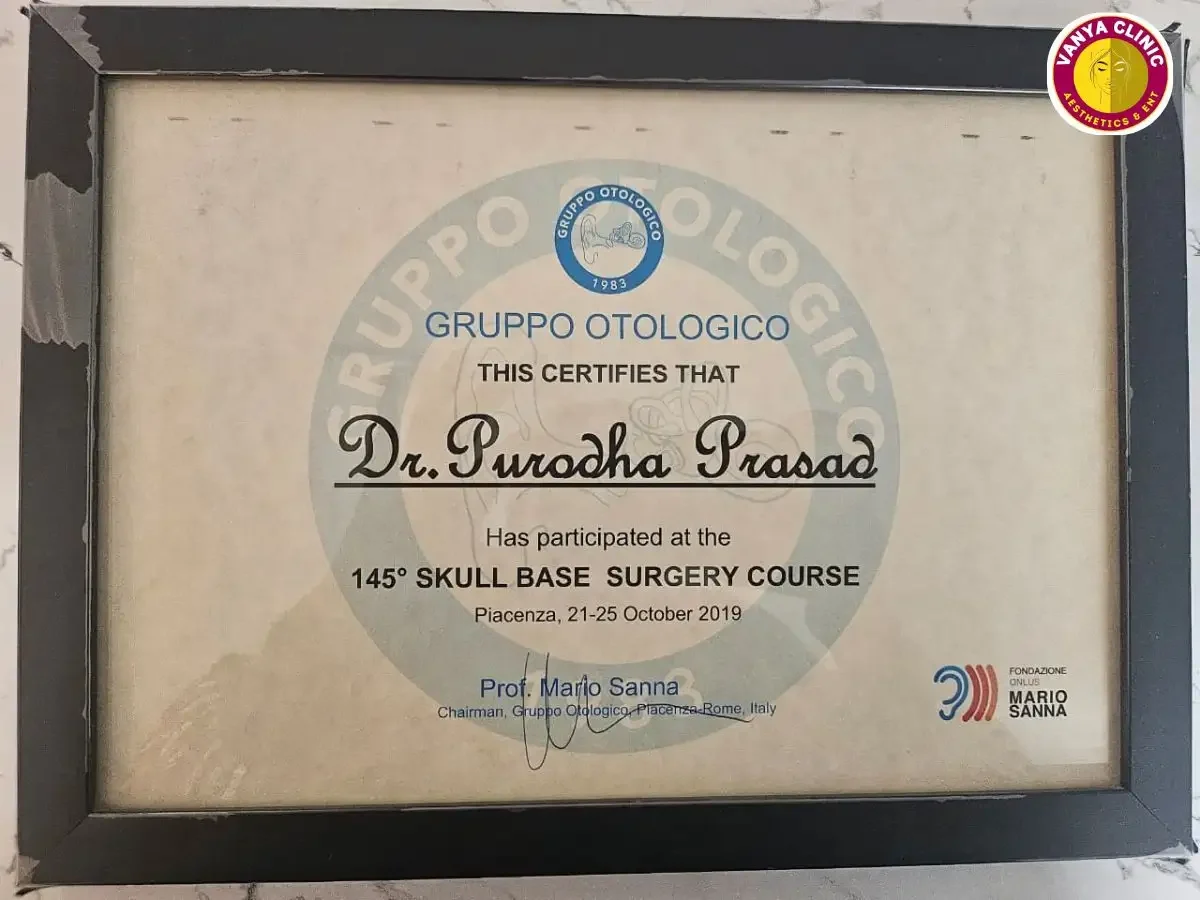 VANYA CLINIC
AESTHETICS & ENT
GRUPPO OTOLOGICO
1983
GRUPPO OTOLOGICO
1983
GRUPPO OTOLOGICO
THIS CERTIFIES THAT
Dr. Purodha Prasad
Has participated at the
145° SKULL BASE SURGERY COURSE
Piacenza, 21-25 October 2019
Prof. Mario Sanna
Chairman, Gruppo Otologico, Piacenza-Rome, Italy
FONDAZIONE
ONLUS
MARIO
SANNA